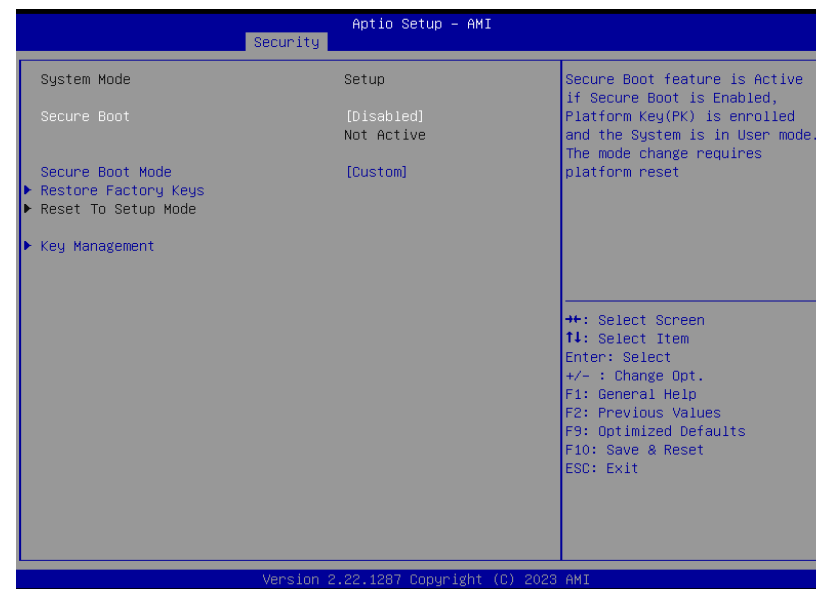 Aptio Setup – AMI
Security
System Mode Setup
Secure Boot [Disabled]
Not Active
Secure Boot Mode [Custom]
▶ Restore Factory Keys
▶ Reset To Setup Mode
▶ Key Management
Secure Boot feature is Active
if Secure Boot is Enabled,
Platform Key(PK) is enrolled
and the System is in User mode.
The mode change requires
platform reset
→←: Select Screen
↑↓: Select Item
Enter: Select
+/- : Change Opt.
F1: General Help
F2: Previous Values
F9: Optimized Defaults
F10: Save & Reset
ESC: Exit
Version 2.22.1287 Copyright (C) 2023 AMI